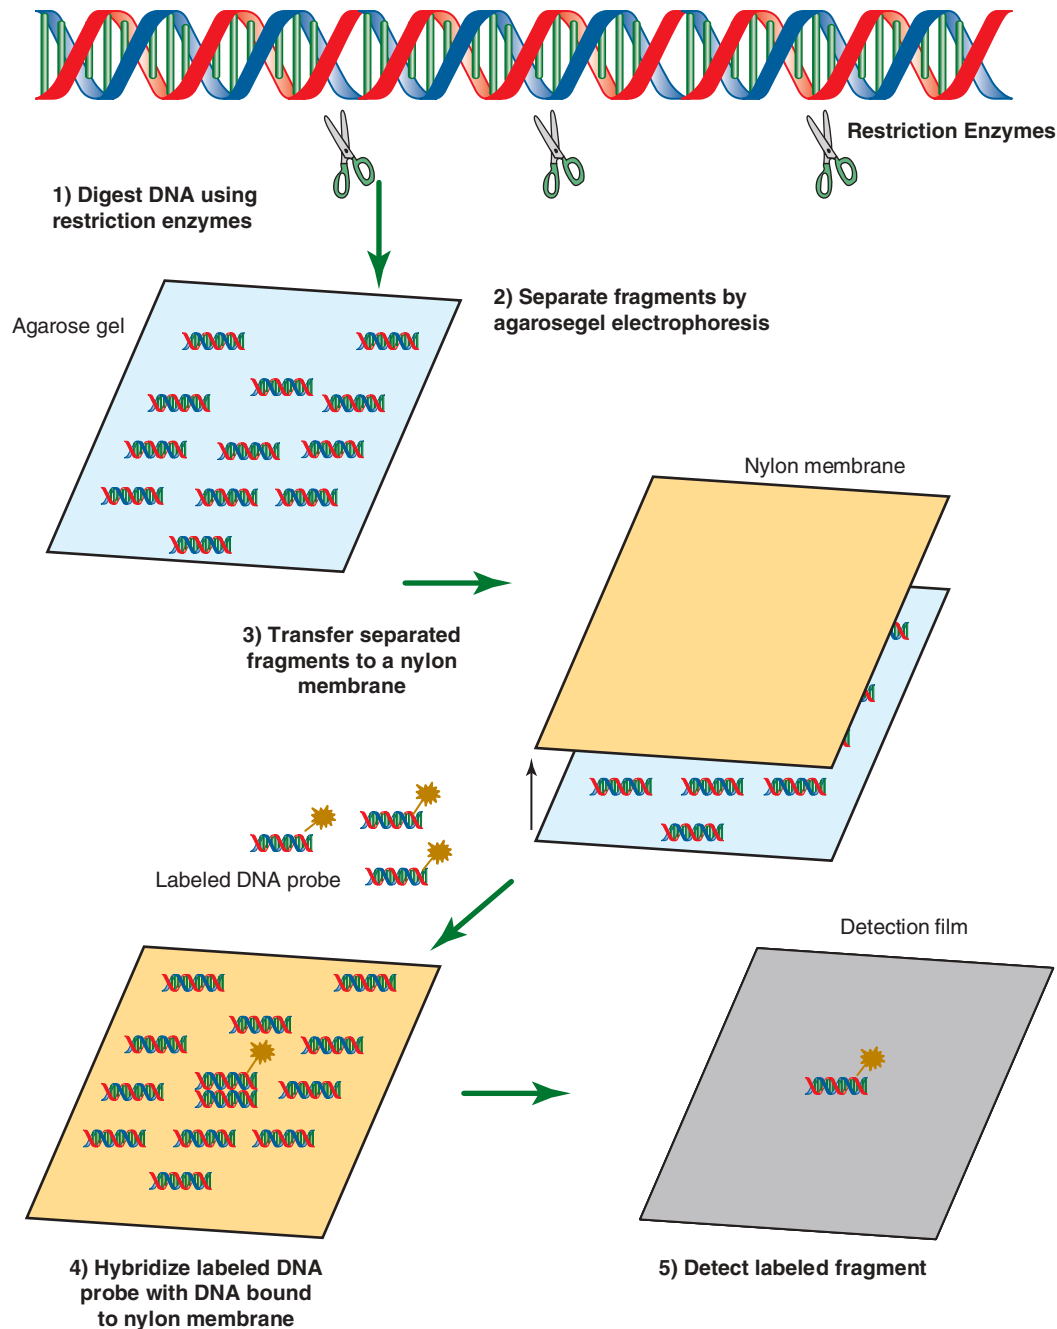 Restriction Enzymes
1) Digest DNA using
restriction enzymes
2) Separate fragments by
agarosegel electrophoresis
Agarose gel
Nylon membrane
3) Transfer separated
fragments to a nylon
membrane
Labeled DNA probe
Detection film
4) Hybridize labeled DNA
probe with DNA bound
to nylon membrane
5) Detect labeled fragment